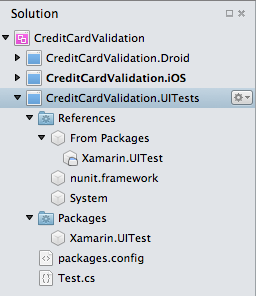 Solution
CreditCardValidation
CreditCardValidation.Droid
CreditCardValidation.iOS
CreditCardValidation.UITests
References
From Packages
Xamarin.UITest
nunit.framework
System
Packages
Xamarin.UITest
packages.config
Test.cs